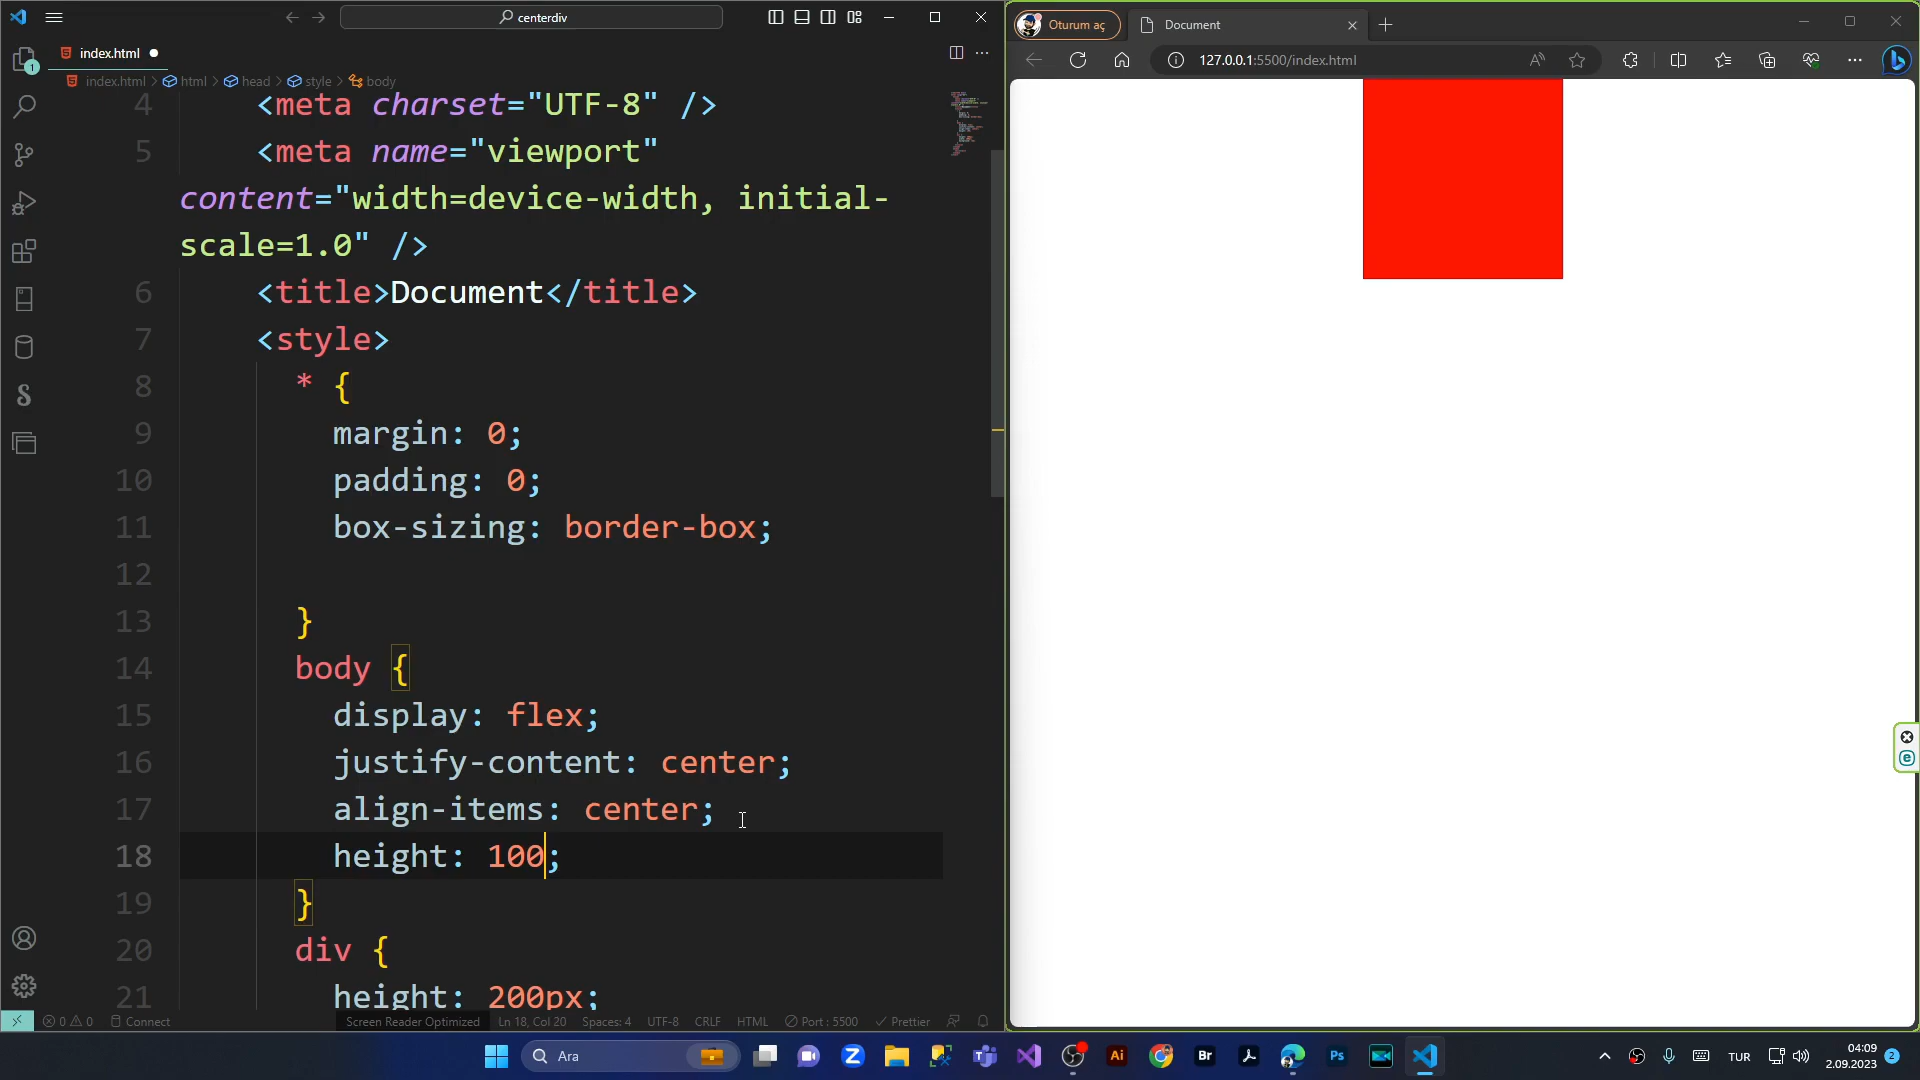 centerdiv
index.html
index.html > html > head > style > body
4 <meta charset="UTF-8" />
5 <meta name="viewport"
content="width=device-width, initial-
scale=1.0" />
6 <title>Document</title>
7 <style>
8 * {
9 margin: 0;
10 padding: 0;
11 box-sizing: border-box;
12
13 }
14 body {
15 display: flex;
16 justify-content: center;
17 align-items: center;
18 height: 100;
19 }
20 div {
21 height: 200px;
1
0 0 Connect
Screen Reader Optimized Ln 18, Col 20 Spaces: 4 UTF-8 CRLF HTML Port : 5500 Prettier
Oturum aç
Document
127.0.0.1:5500/index.html
Ara
Ai
Br
Ps
TUR
04:09
2.09.2023
2